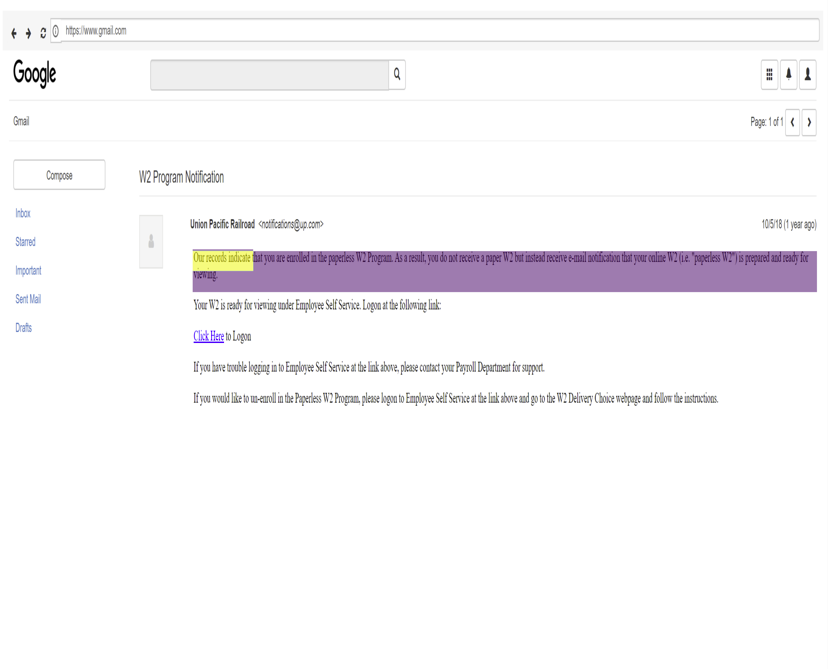 https://www.gmail.com
Google
Gmail
Page: 1 of 1
Compose
W2 Program Notification
Inbox
Union Pacific Railroad <notifications@up.com>
10/5/18 (1 year ago)
Starred
Important
Sent Mail
Drafts
Our records indicate that you are enrolled in the paperless W2 Program. As a result, you do not receive a paper W2 but instead receive e-mail notification that your online W2 (i.e. "paperless W2") is prepared and ready for
viewing.
Your W2 is ready for viewing under Employee Self Service. Logon at the following link:
Click Here to Logon
If you have trouble logging in to Employee Self Service at the link above, please contact your Payroll Department for support.
If you would like to un-enroll in the Paperless W2 Program, please logon to Employee Self Service at the link above and go to the W2 Delivery Choice webpage and follow the instructions.